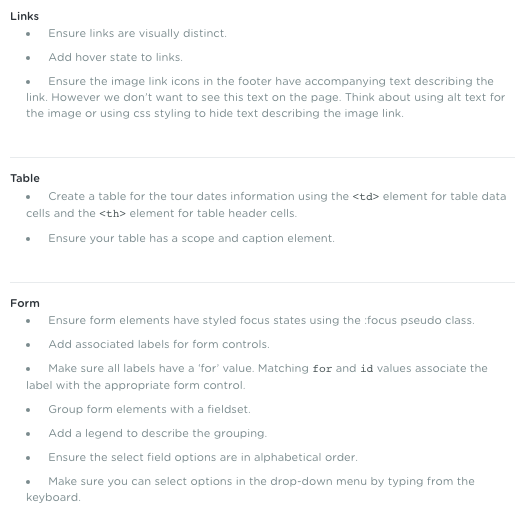 Links
• Ensure links are visually distinct.
• Add hover state to links.
• Ensure the image link icons in the footer have accompanying text describing the
link. However we don't want to see this text on the page. Think about using alt text for
the image or using css styling to hide text describing the image link.
Table
• Create a table for the tour dates information using the <td> element for table data
cells and the <th> element for table header cells.
• Ensure your table has a scope and caption element.
Form
• Ensure form elements have styled focus states using the :focus pseudo class.
• Add associated labels for form controls.
• Make sure all labels have a 'for' value. Matching for and id values associate the
label with the appropriate form control.
• Group form elements with a fieldset.
• Add a legend to describe the grouping.
• Ensure the select field options are in alphabetical order.
• Make sure you can select options in the drop-down menu by typing from the
keyboard.